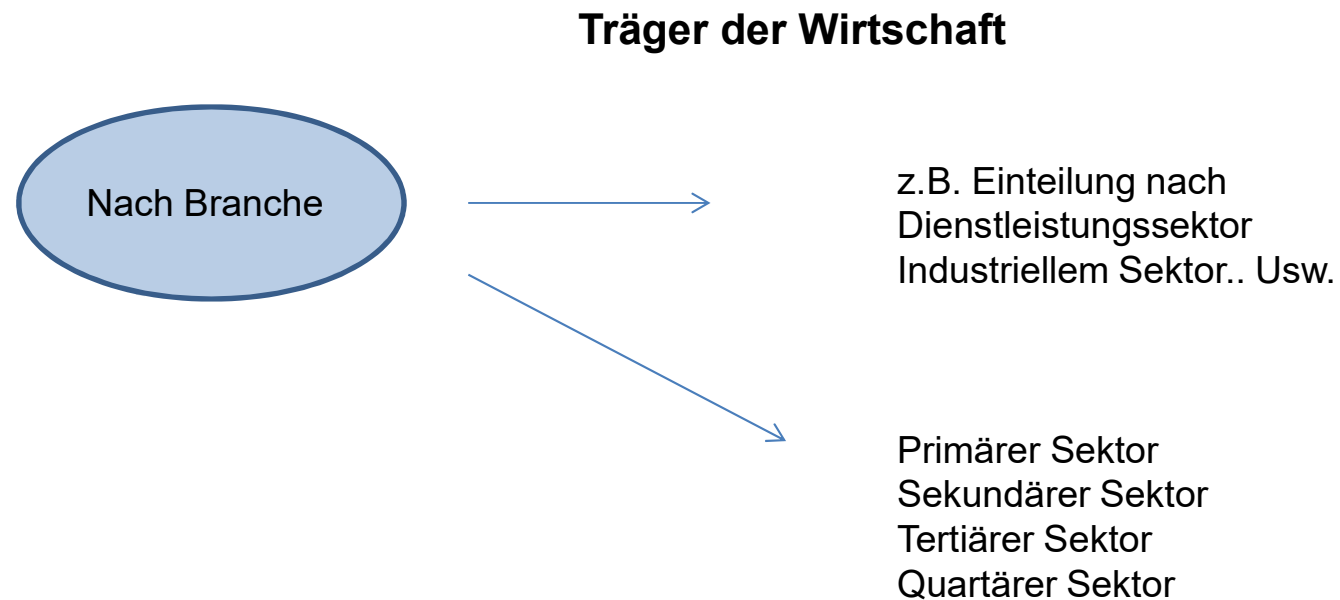 Träger der Wirtschaft
Nach Branche
z.B. Einteilung nach
Dienstleistungssektor
Industriellem Sektor.. Usw.
Primärer Sektor
Sekundärer Sektor
Tertiärer Sektor
Quartärer Sektor